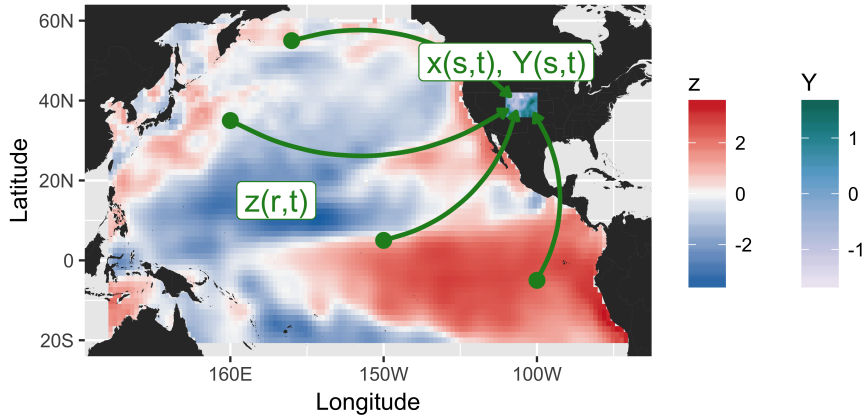 60N
40N
20N
0
20S
Latitude
x(s,t), Y(s,t)
z(r,t)
160E
150W
100W
Longitude
z
2
0
-2
Y
1
0
-1